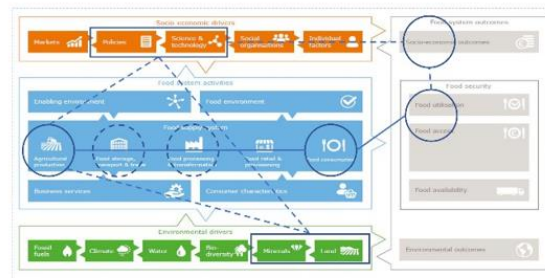 Socio-economic drivers
Food system outcomes
Markets
Policies
Science & technology
Social organisations
Individual factors
Socio-economic outcomes
Food system activities
Food security
Enabling environment
Food environment
Food utilisation
Food supply system
Food access
Agricultural production
Food storage, transport & trade
Food processing & transformation
Food retail & provisioning
Food consumption
Business services
Consumer characteristics
Food availability
Environmental drivers
Fossil fuels
Climate
Water
Bio-diversity
Minerals
Land
Environmental outcomes